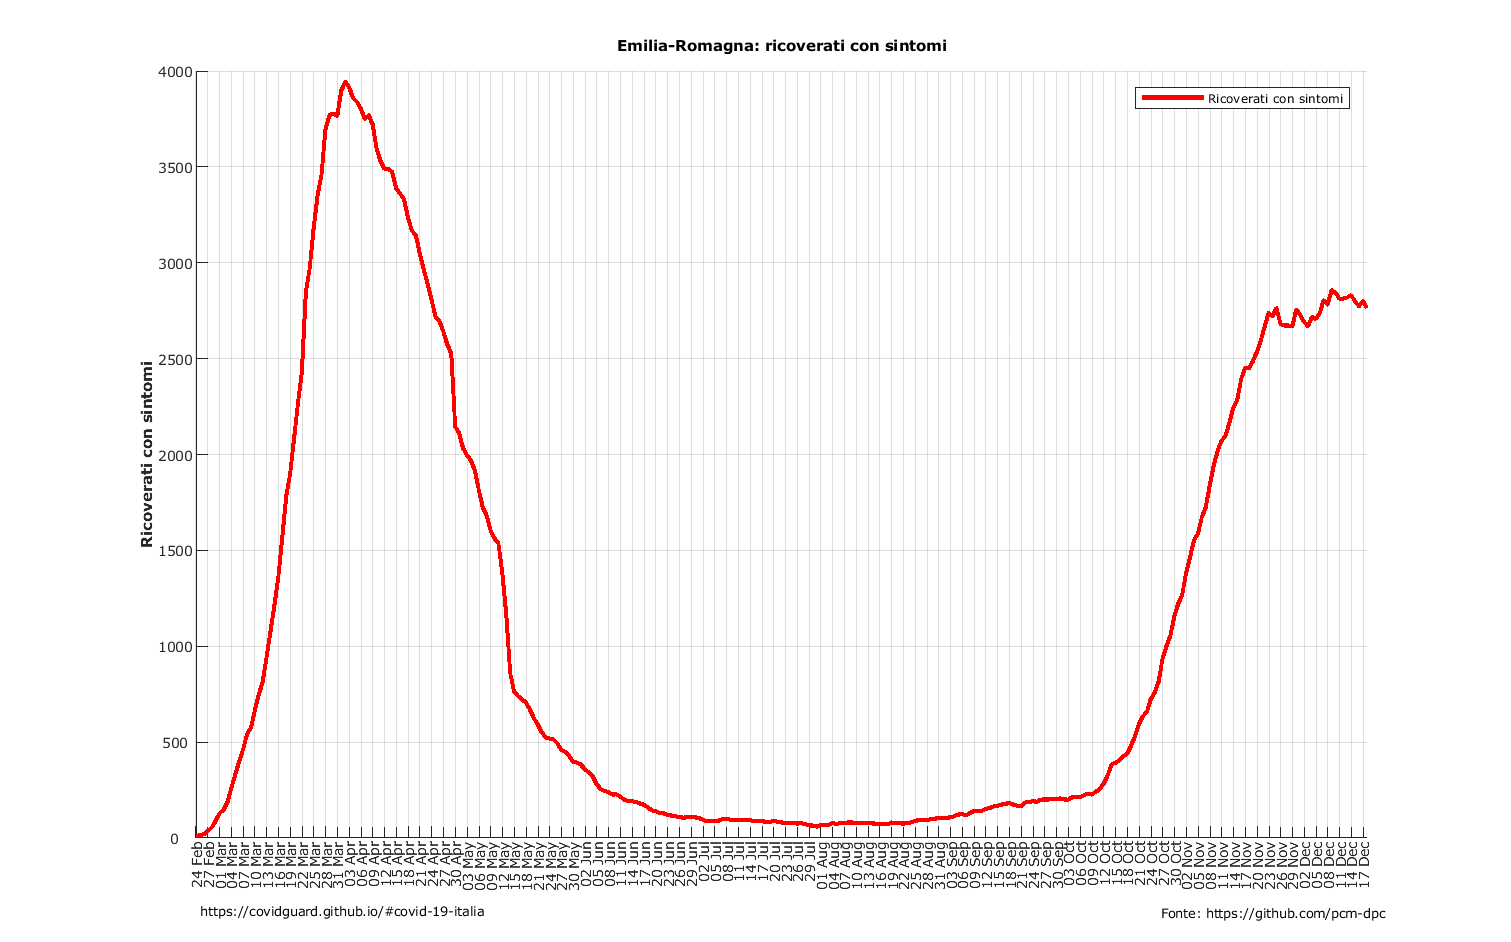 Emilia-Romagna: ricoverati con sintomi
Ricoverati con sintomi
Ricoverati con sintomi
4000
3500
3000
2500
2000
1500
1000
500
0
24 Feb
27 Feb
01 Mar
04 Mar
07 Mar
10 Mar
13 Mar
16 Mar
19 Mar
22 Mar
25 Mar
28 Mar
31 Mar
03 Apr
06 Apr
09 Apr
12 Apr
15 Apr
18 Apr
21 Apr
24 Apr
27 Apr
30 Apr
03 May
06 May
09 May
12 May
15 May
18 May
21 May
24 May
27 May
30 May
02 Jun
05 Jun
08 Jun
11 Jun
14 Jun
17 Jun
20 Jun
23 Jun
26 Jun
29 Jun
02 Jul
05 Jul
08 Jul
11 Jul
14 Jul
17 Jul
20 Jul
23 Jul
26 Jul
29 Jul
01 Aug
04 Aug
07 Aug
10 Aug
13 Aug
16 Aug
19 Aug
22 Aug
25 Aug
28 Aug
31 Aug
03 Sep
06 Sep
09 Sep
12 Sep
15 Sep
18 Sep
21 Sep
24 Sep
27 Sep
30 Sep
03 Oct
06 Oct
09 Oct
12 Oct
15 Oct
18 Oct
21 Oct
24 Oct
27 Oct
30 Oct
02 Nov
05 Nov
08 Nov
11 Nov
14 Nov
17 Nov
20 Nov
23 Nov
26 Nov
29 Nov
02 Dec
05 Dec
08 Dec
11 Dec
14 Dec
17 Dec
https://covidguard.github.io/#covid-19-italia
Fonte: https://github.com/pcm-dpc